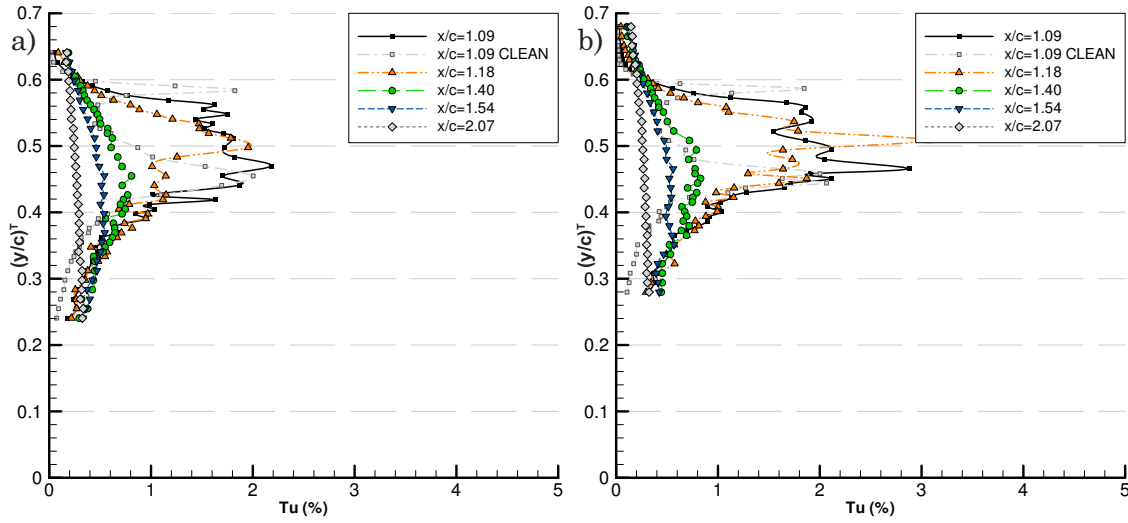 a)
0.7
0.6
0.5
0.4
0.3
0.2
0.1
0
(y/c)ᵀ
0 1 2 3 4 5
Tu (%)
x/c=1.09
x/c=1.09 CLEAN
x/c=1.18
x/c=1.40
x/c=1.54
x/c=2.07
b)
0.7
0.6
0.5
0.4
0.3
0.2
0.1
0
(y/c)ᵀ
0 1 2 3 4 5
Tu (%)
x/c=1.09
x/c=1.09 CLEAN
x/c=1.18
x/c=1.40
x/c=1.54
x/c=2.07